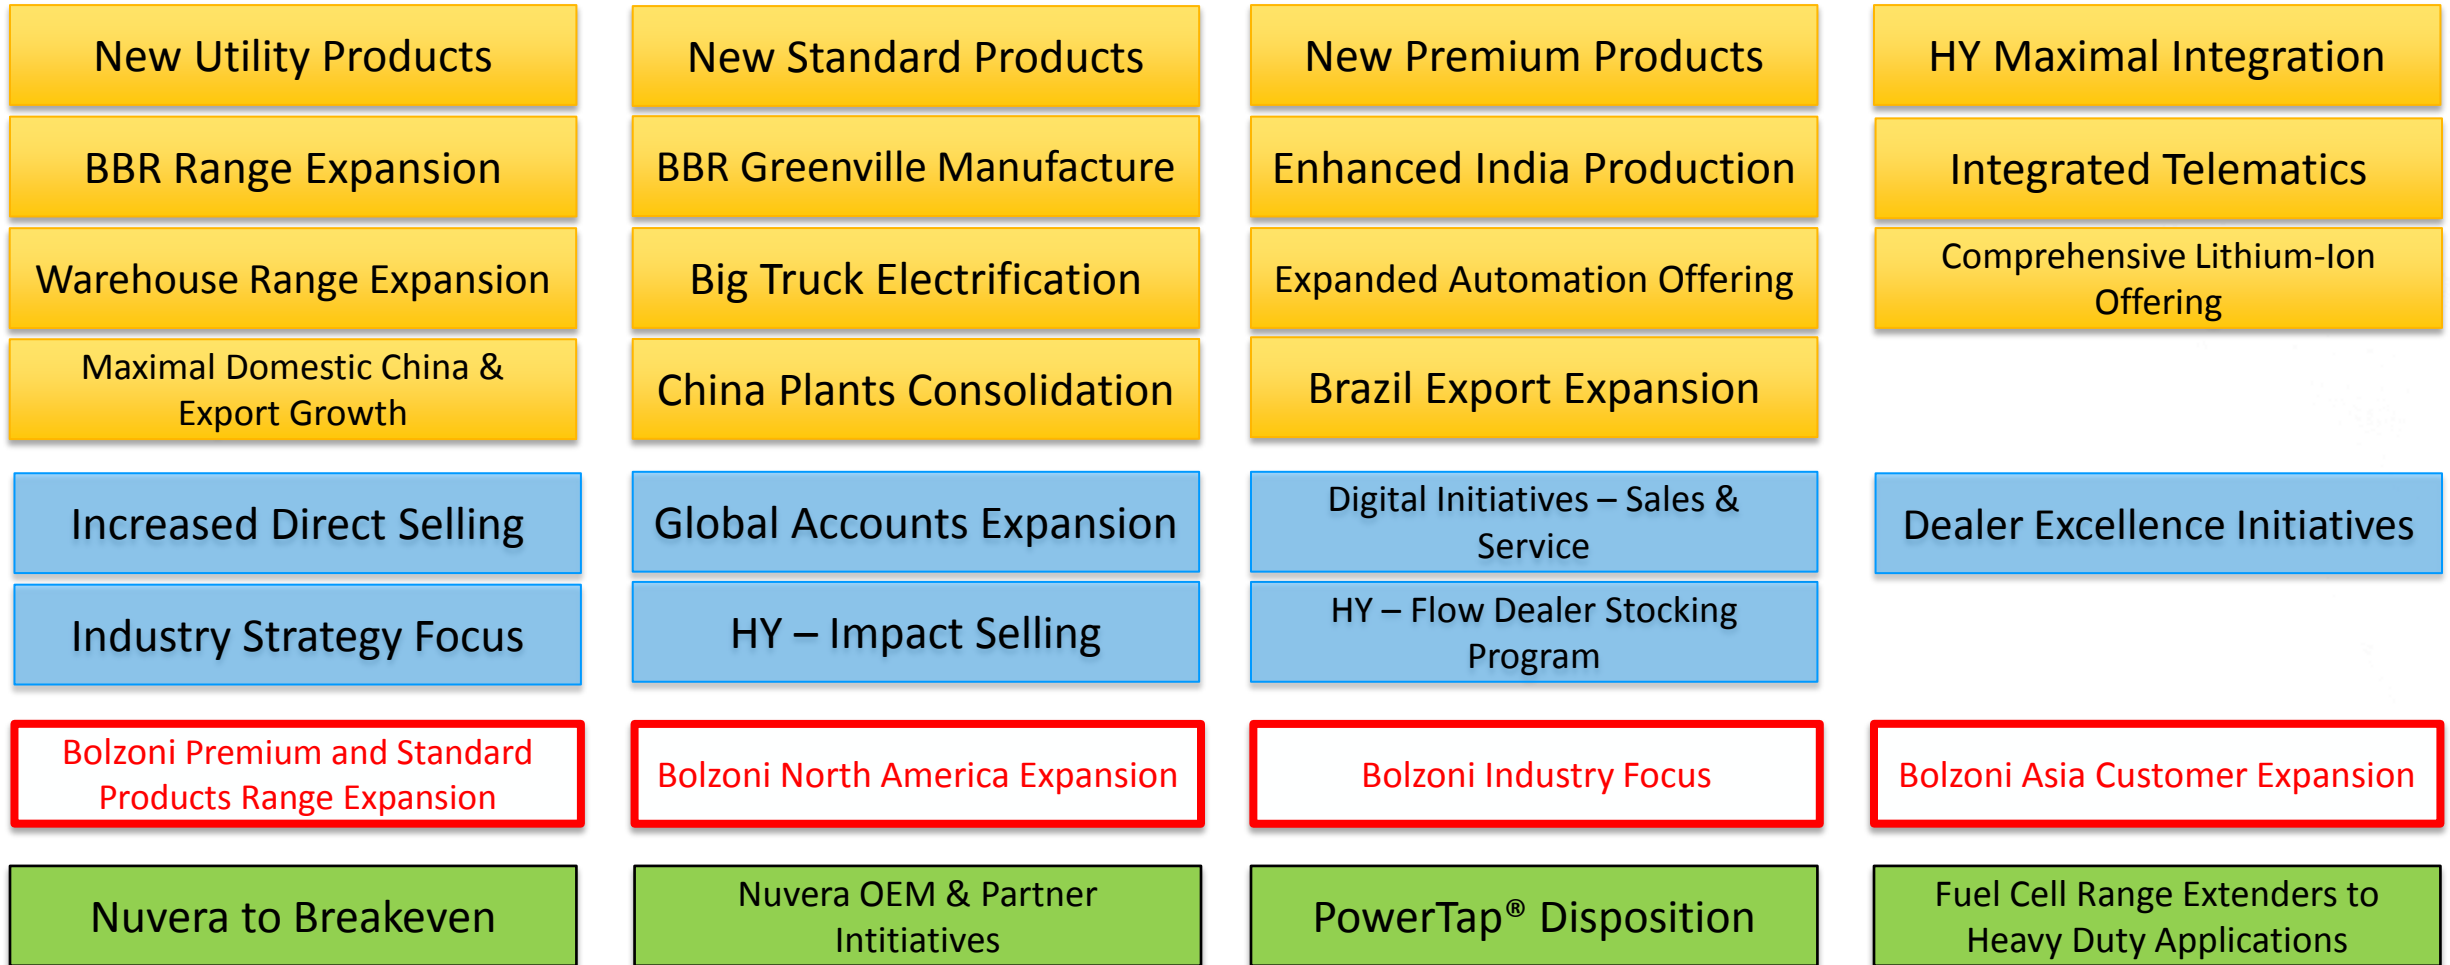 New Utility Products
New Standard Products
New Premium Products
HY Maximal Integration
BBR Range Expansion
BBR Greenville Manufacture
Enhanced India Production
Integrated Telematics
Warehouse Range Expansion
Big Truck Electrification
Expanded Automation Offering
Comprehensive Lithium-Ion
Offering
Maximal Domestic China &
Export Growth
China Plants Consolidation
Brazil Export Expansion
Increased Direct Selling
Global Accounts Expansion
Digital Initiatives – Sales &
Service
Dealer Excellence Initiatives
Industry Strategy Focus
HY – Impact Selling
HY – Flow Dealer Stocking
Program
Bolzoni Premium and Standard
Products Range Expansion
Bolzoni North America Expansion
Bolzoni Industry Focus
Bolzoni Asia Customer Expansion
Nuvera to Breakeven
Nuvera OEM & Partner
Intitiatives
PowerTap® Disposition
Fuel Cell Range Extenders to
Heavy Duty Applications